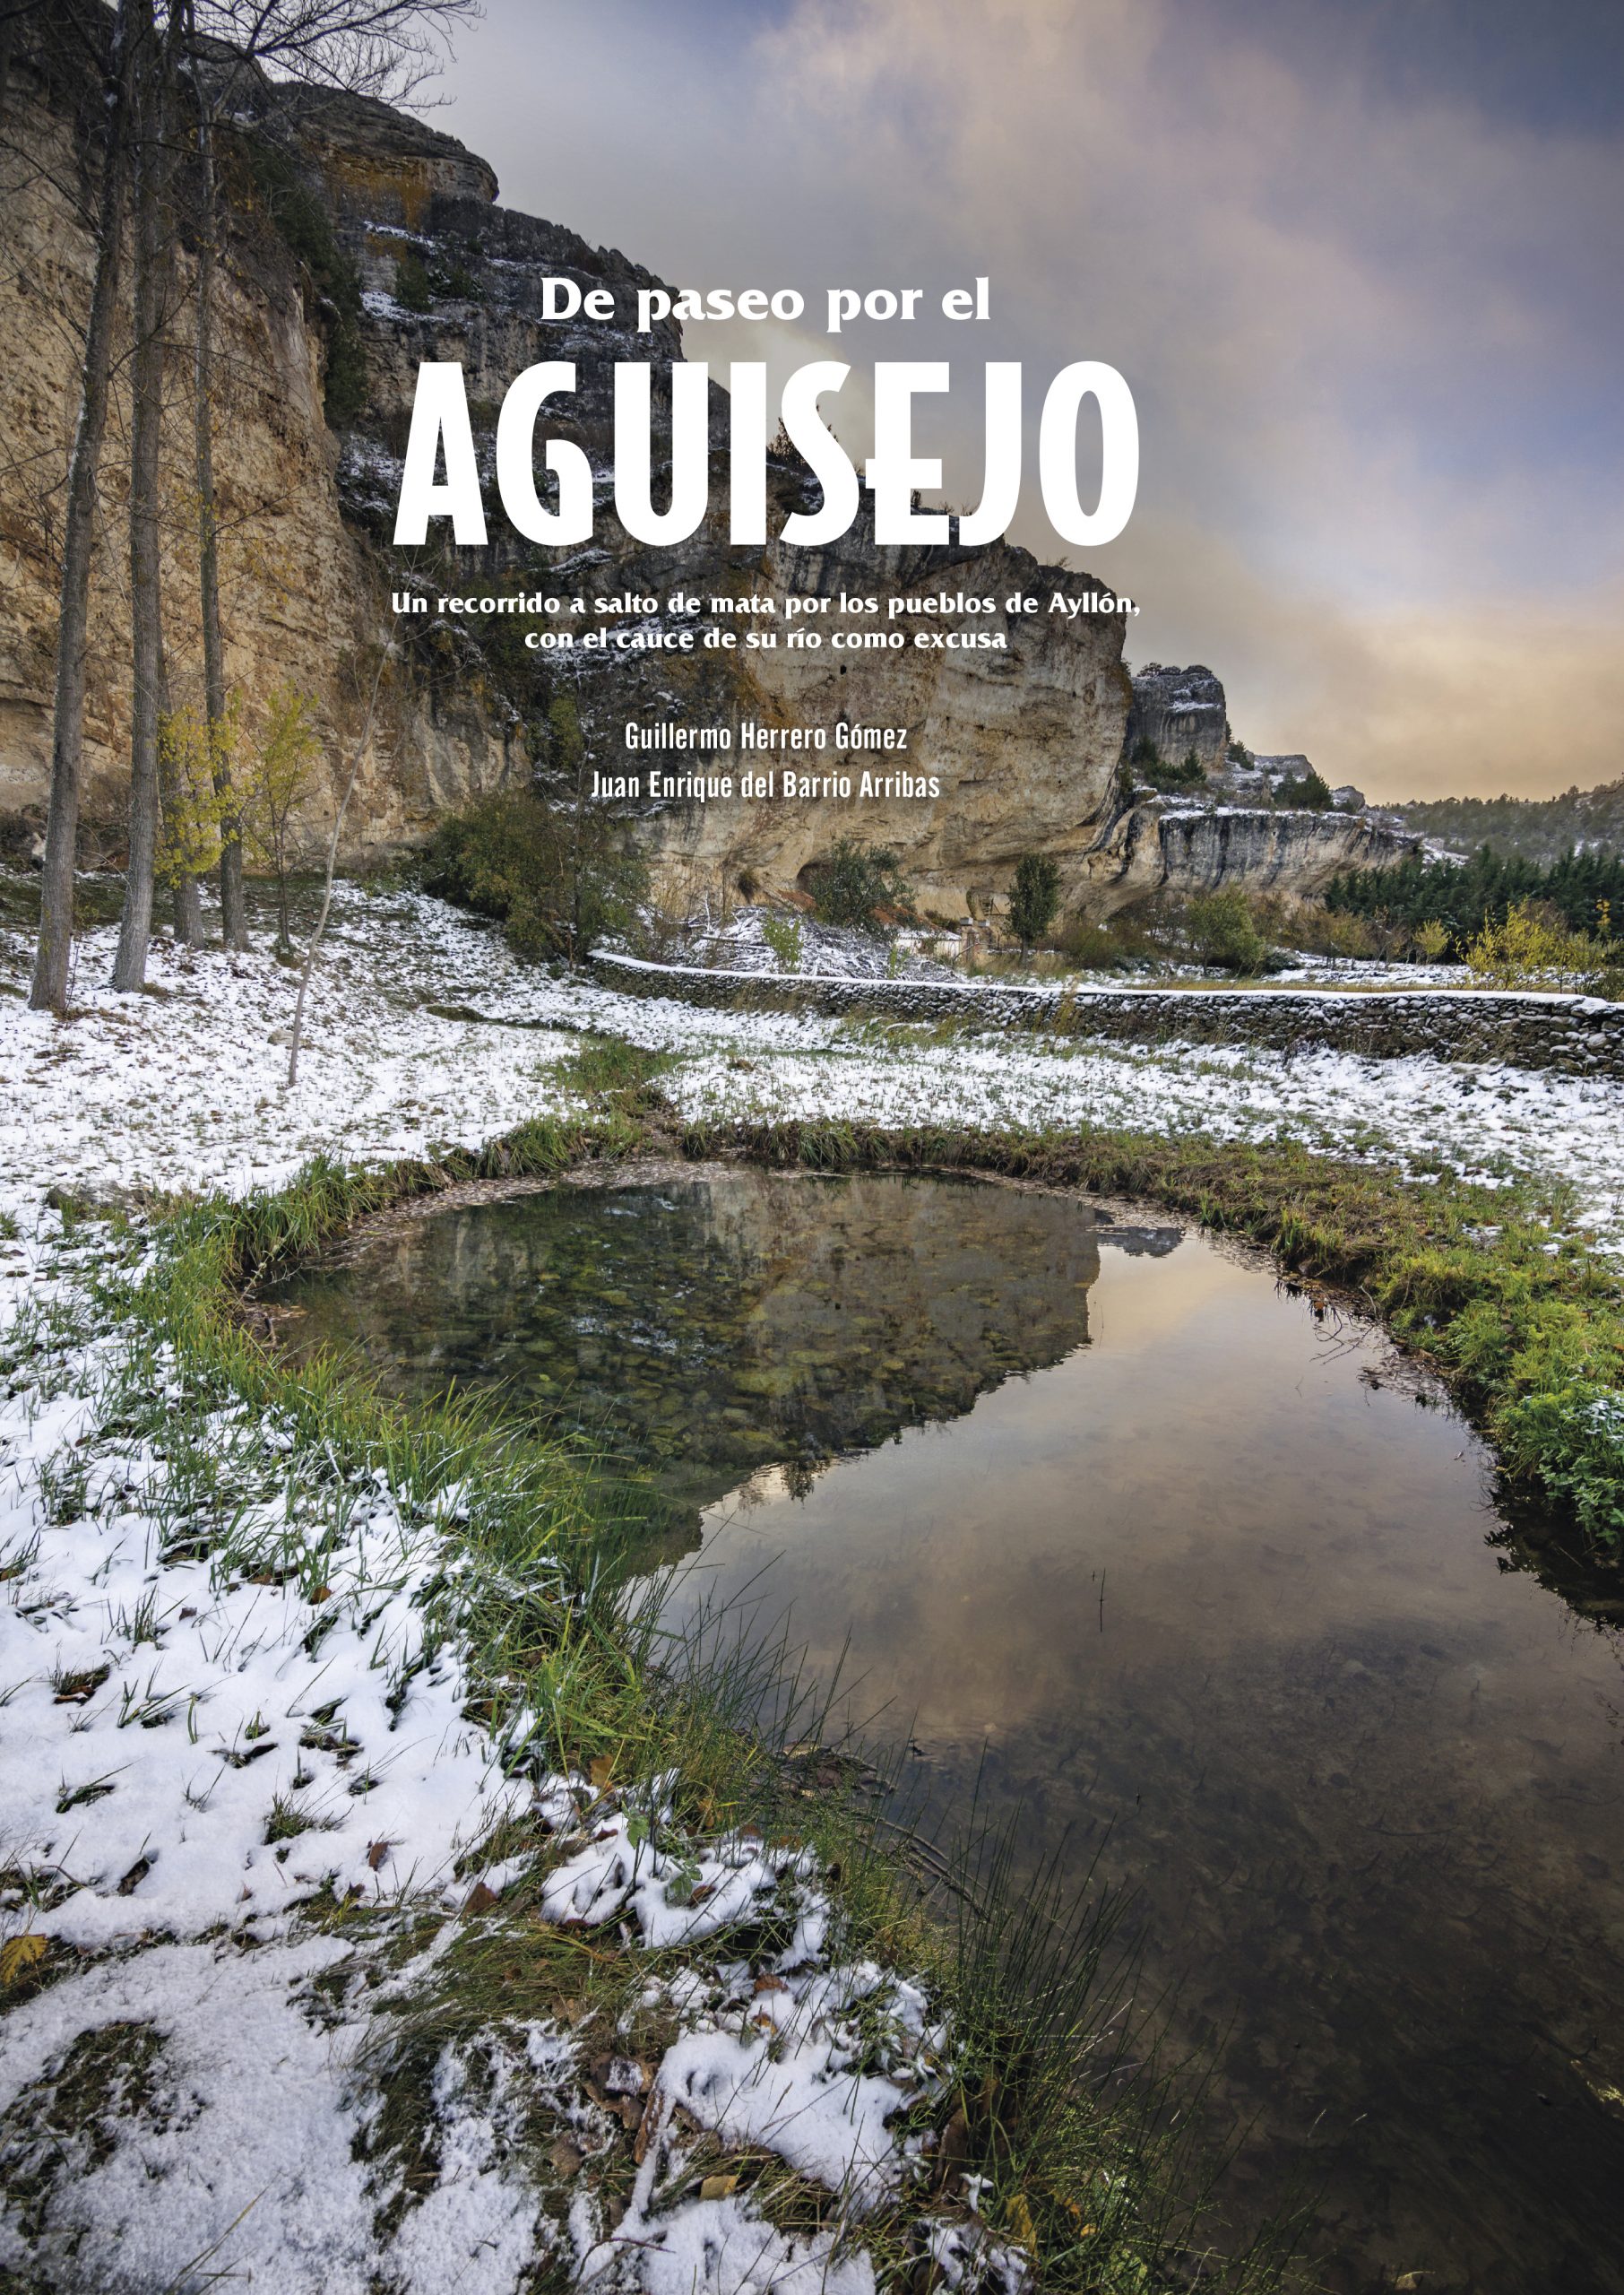 De paseo por el
AGUISEJO
Un recorrido a salto de mata por los pueblos de Ayllón,
con el cauce de su río como excusa
Guillermo Herrero Gómez
Juan Enrique del Barrio Arribas